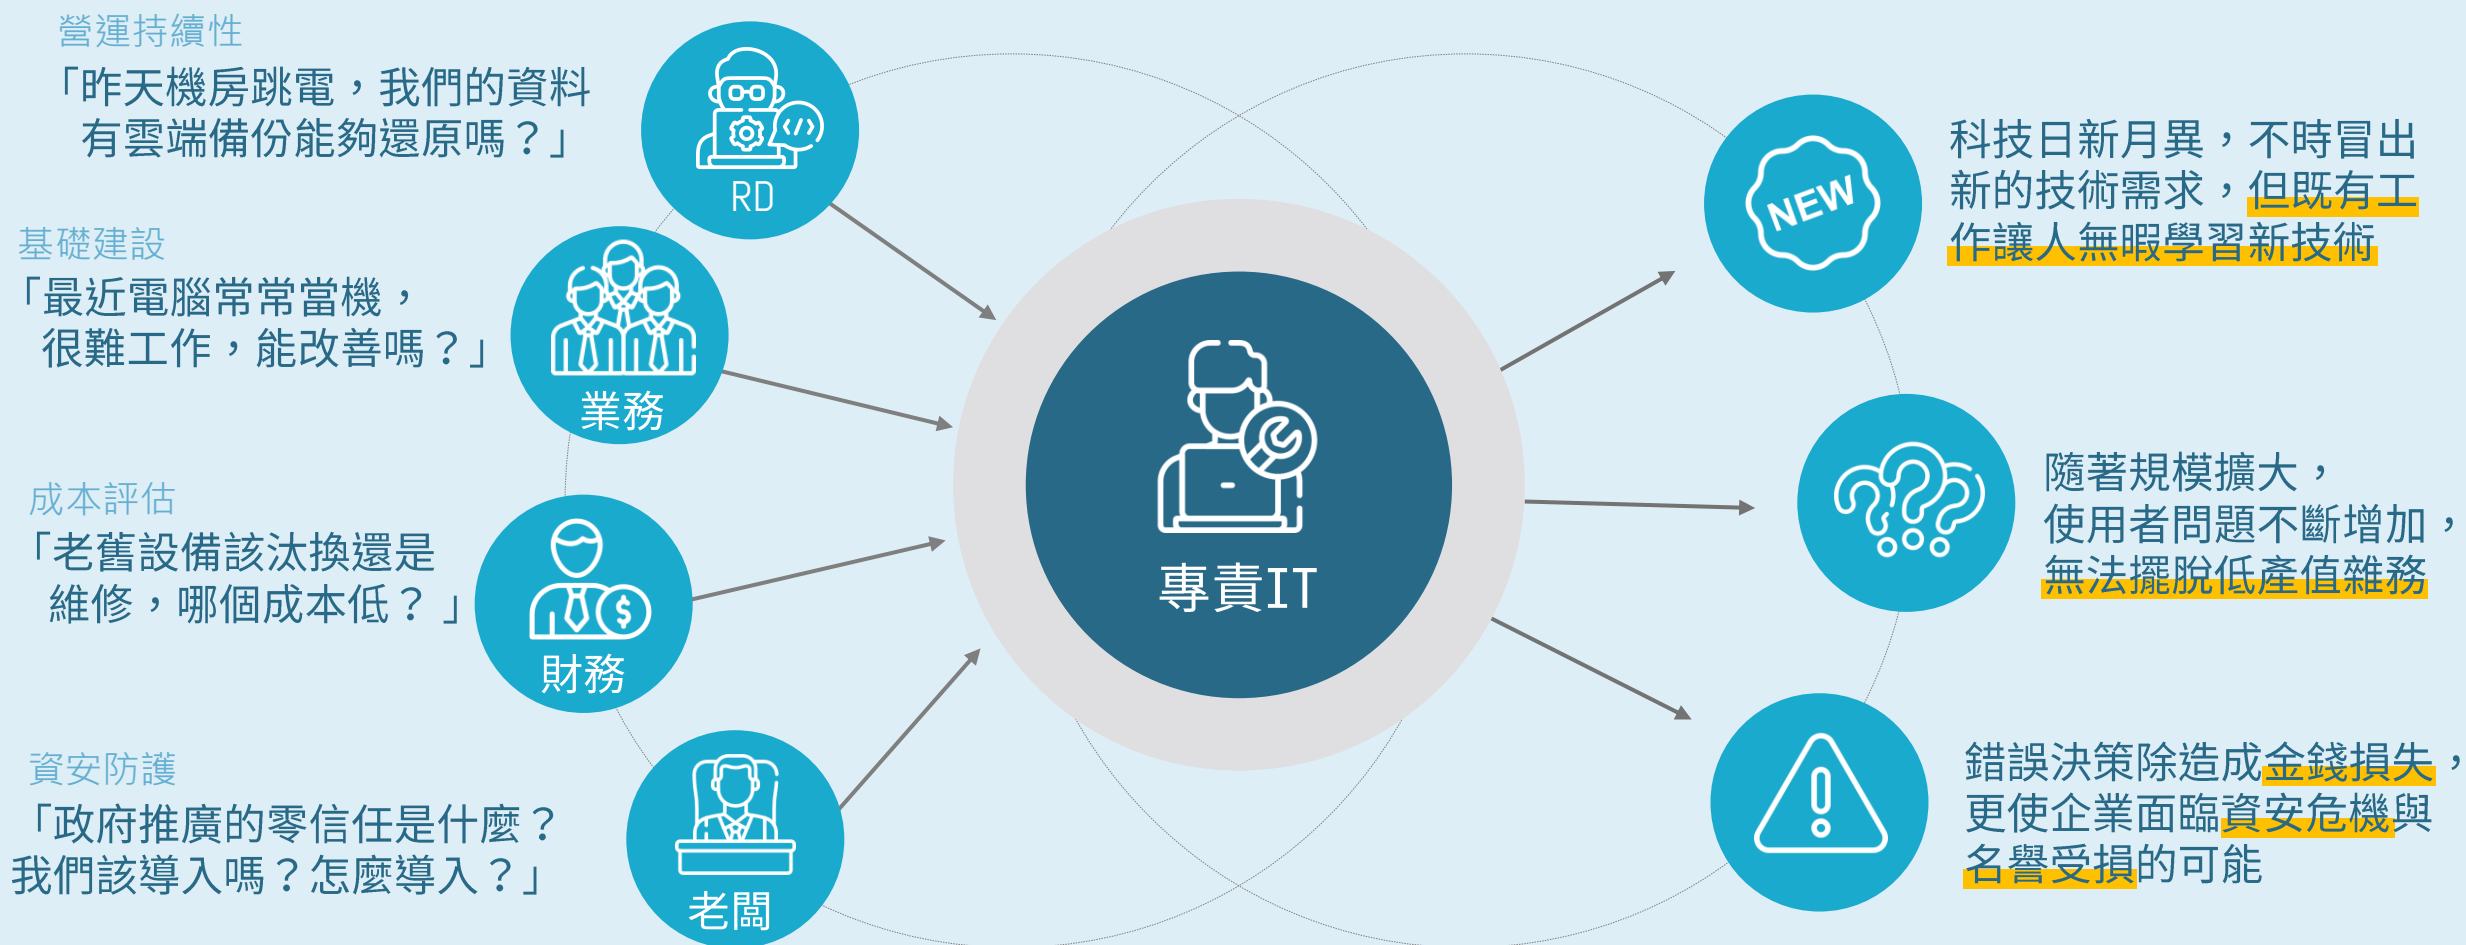 營運持續性
「昨天機房跳電，我們的資料
有雲端備份能夠還原嗎？」
RD
基礎建設
「最近電腦常常當機，
很難工作，能改善嗎？」
業務
成本評估
「老舊設備該汰換還是
維修，哪個成本低？」
財務
資安防護
「政府推廣的零信任是什麼？
我們該導入嗎？怎麼導入？」
老闆
專責IT
NEW
科技日新月異，不時冒出
新的技術需求，但既有工
作讓人無暇學習新技術
隨著規模擴大，
使用者問題不斷增加，
無法擺脫低產值雜務
錯誤決策除造成金錢損失，
更使企業面臨資安危機與
名譽受損的可能